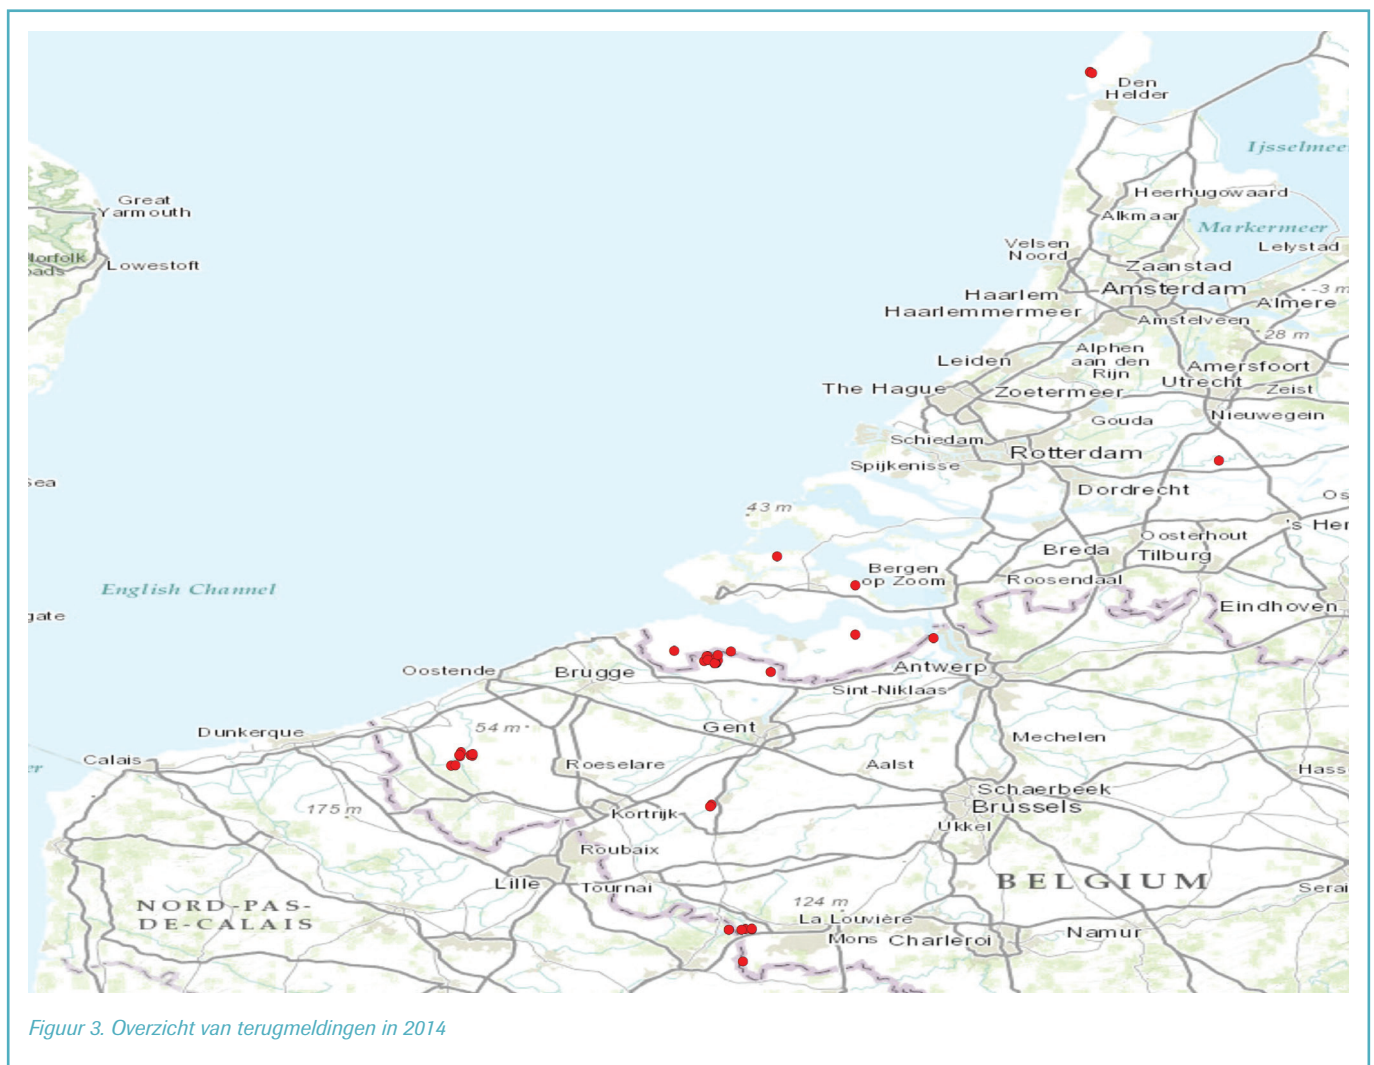 Den
Helder
Ijsselmee
Great
Yarmouth
Heerhugowaard
Alkmaar
Markermeer
Velsen
Noord
Lelystad
Norfolk
oads
Lowestoft
Zaanstad
Amsterdam
-3 m
Haarlem
Almere
Haarlemmermeer
Amstelveen
28 m
Alphen
aan den
Rijn
Leiden
Amersfoort
The Hague
Zoetermeer
Utrecht
Zeist
Nieuwegein
Gouda
Schiedam
Rotterdam
Spijkenisse
sea
Dordrecht
Os
43 m
's Her
Oosterhout
Breda
Tilburg
Bergen
op Zoom
Roosendaal
English Channel
gate
Eindhoven
Oostende
Brugge
Antwerp
Sint-Niklaas
Dunkerque
54 m
Gent
Mechelen
Calais
er
Roeselare
Aalst
Hass
175 m
Kortrijk
Schaerbeek
Brussels
Ukkel
Roubaix
Lille
Tournai
BELGIUM
Serai
NORD-PAS-
DE-CALAIS
124 m
La Louvière
Mons
Charleroi
Namur
Figuur 3. Overzicht van terugmeldingen in 2014